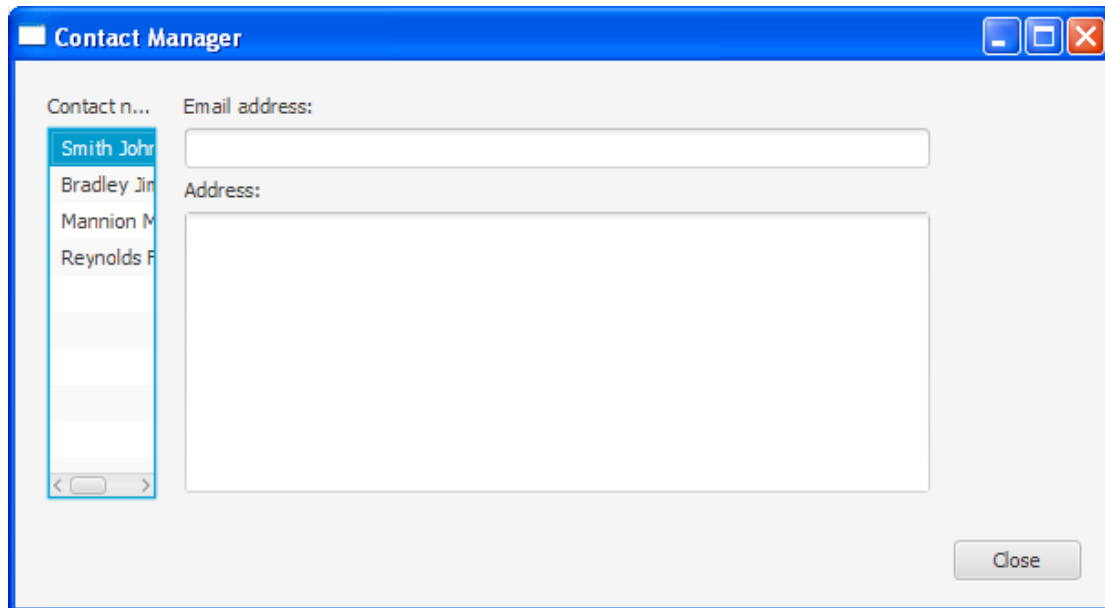 Contact Manager
Contact n...
Email address:
Smith John
Bradley Jim
Address:
Mannion M
Reynolds F
Close